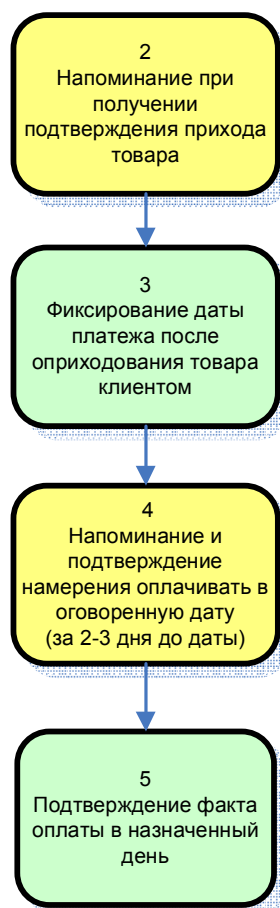 2
Напоминание при
получении
подтверждения прихода
товара
3
Фиксирование даты
платежа после
оприходования товара
клиентом
4
Напоминание и
подтверждение
намерения оплачивать в
оговоренную дату
(за 2-3 дня до даты)
5
Подтверждение факта
оплаты в назначенный
день